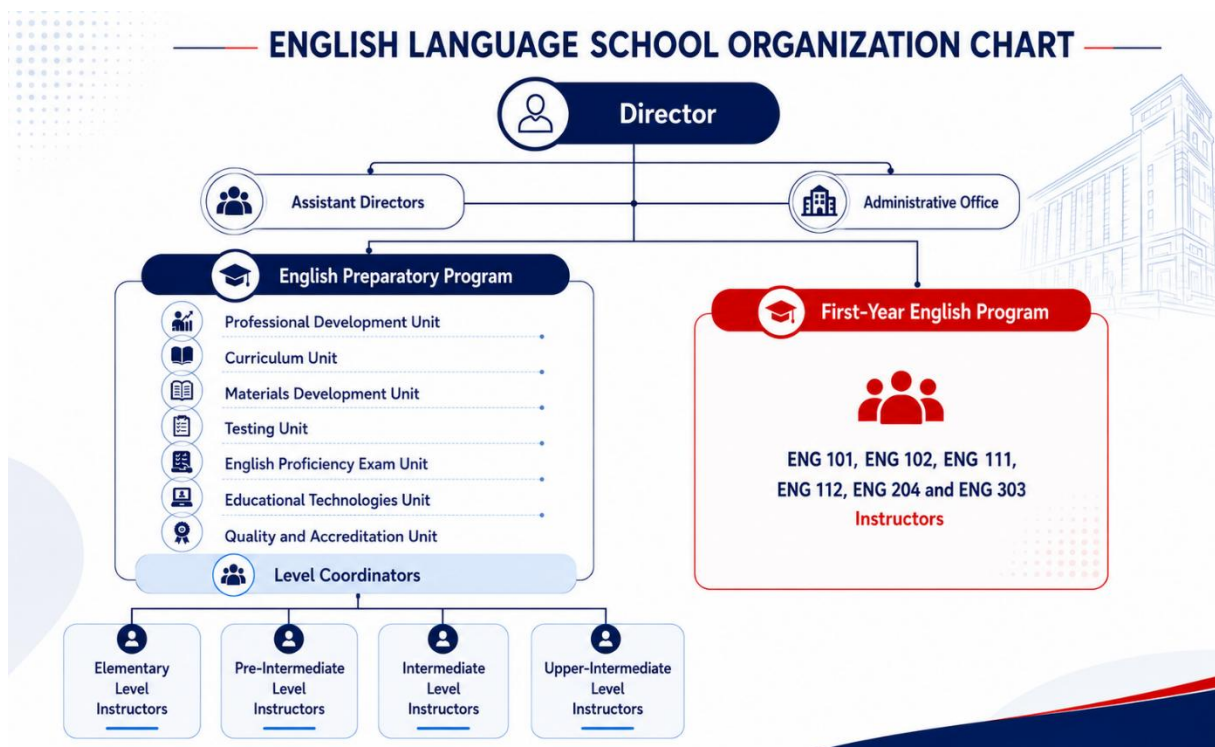 ENGLISH LANGUAGE SCHOOL ORGANIZATION CHART
Director
Assistant Directors
Administrative Office
English Preparatory Program
Professional Development Unit
Curriculum Unit
Materials Development Unit
Testing Unit
English Proficiency Exam Unit
Educational Technologies Unit
Quality and Accreditation Unit
Level Coordinators
Elementary
Level
Instructors
Pre-Intermediate
Level
Instructors
Intermediate
Level
Instructors
Upper-Intermediate
Level
Instructors
First-Year English Program
ENG 101, ENG 102, ENG 111,
ENG 112, ENG 204 and ENG 303
Instructors